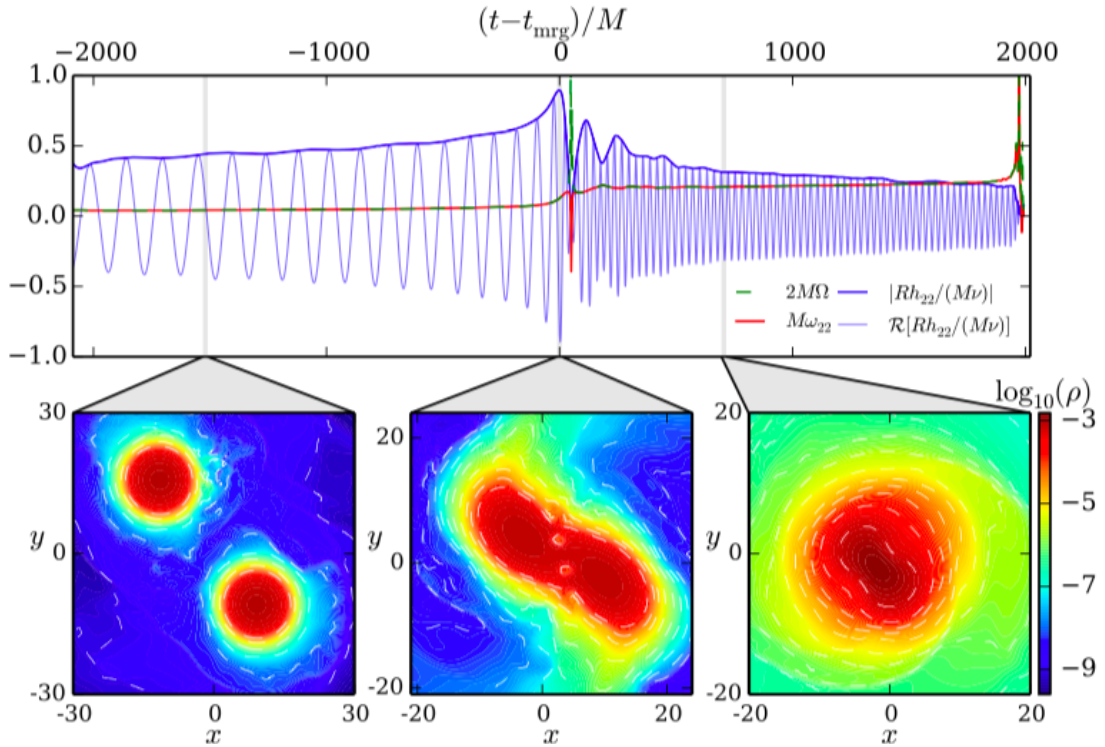 (t−t_mrg)/M
−2000 −1000 0 1000 2000
1.0
0.5
0.0
−0.5
−1.0
2MΩ |Rh₂₂/(Mν)|
Mω₂₂ ℛ[Rh₂₂/(Mν)]
log₁₀(ρ)
30
0
-30
y
-30 0 30
x
20
0
-20
y
-20 0 20
x
20
0
-20
y
-20 0 20
x
−3
−5
−7
−9